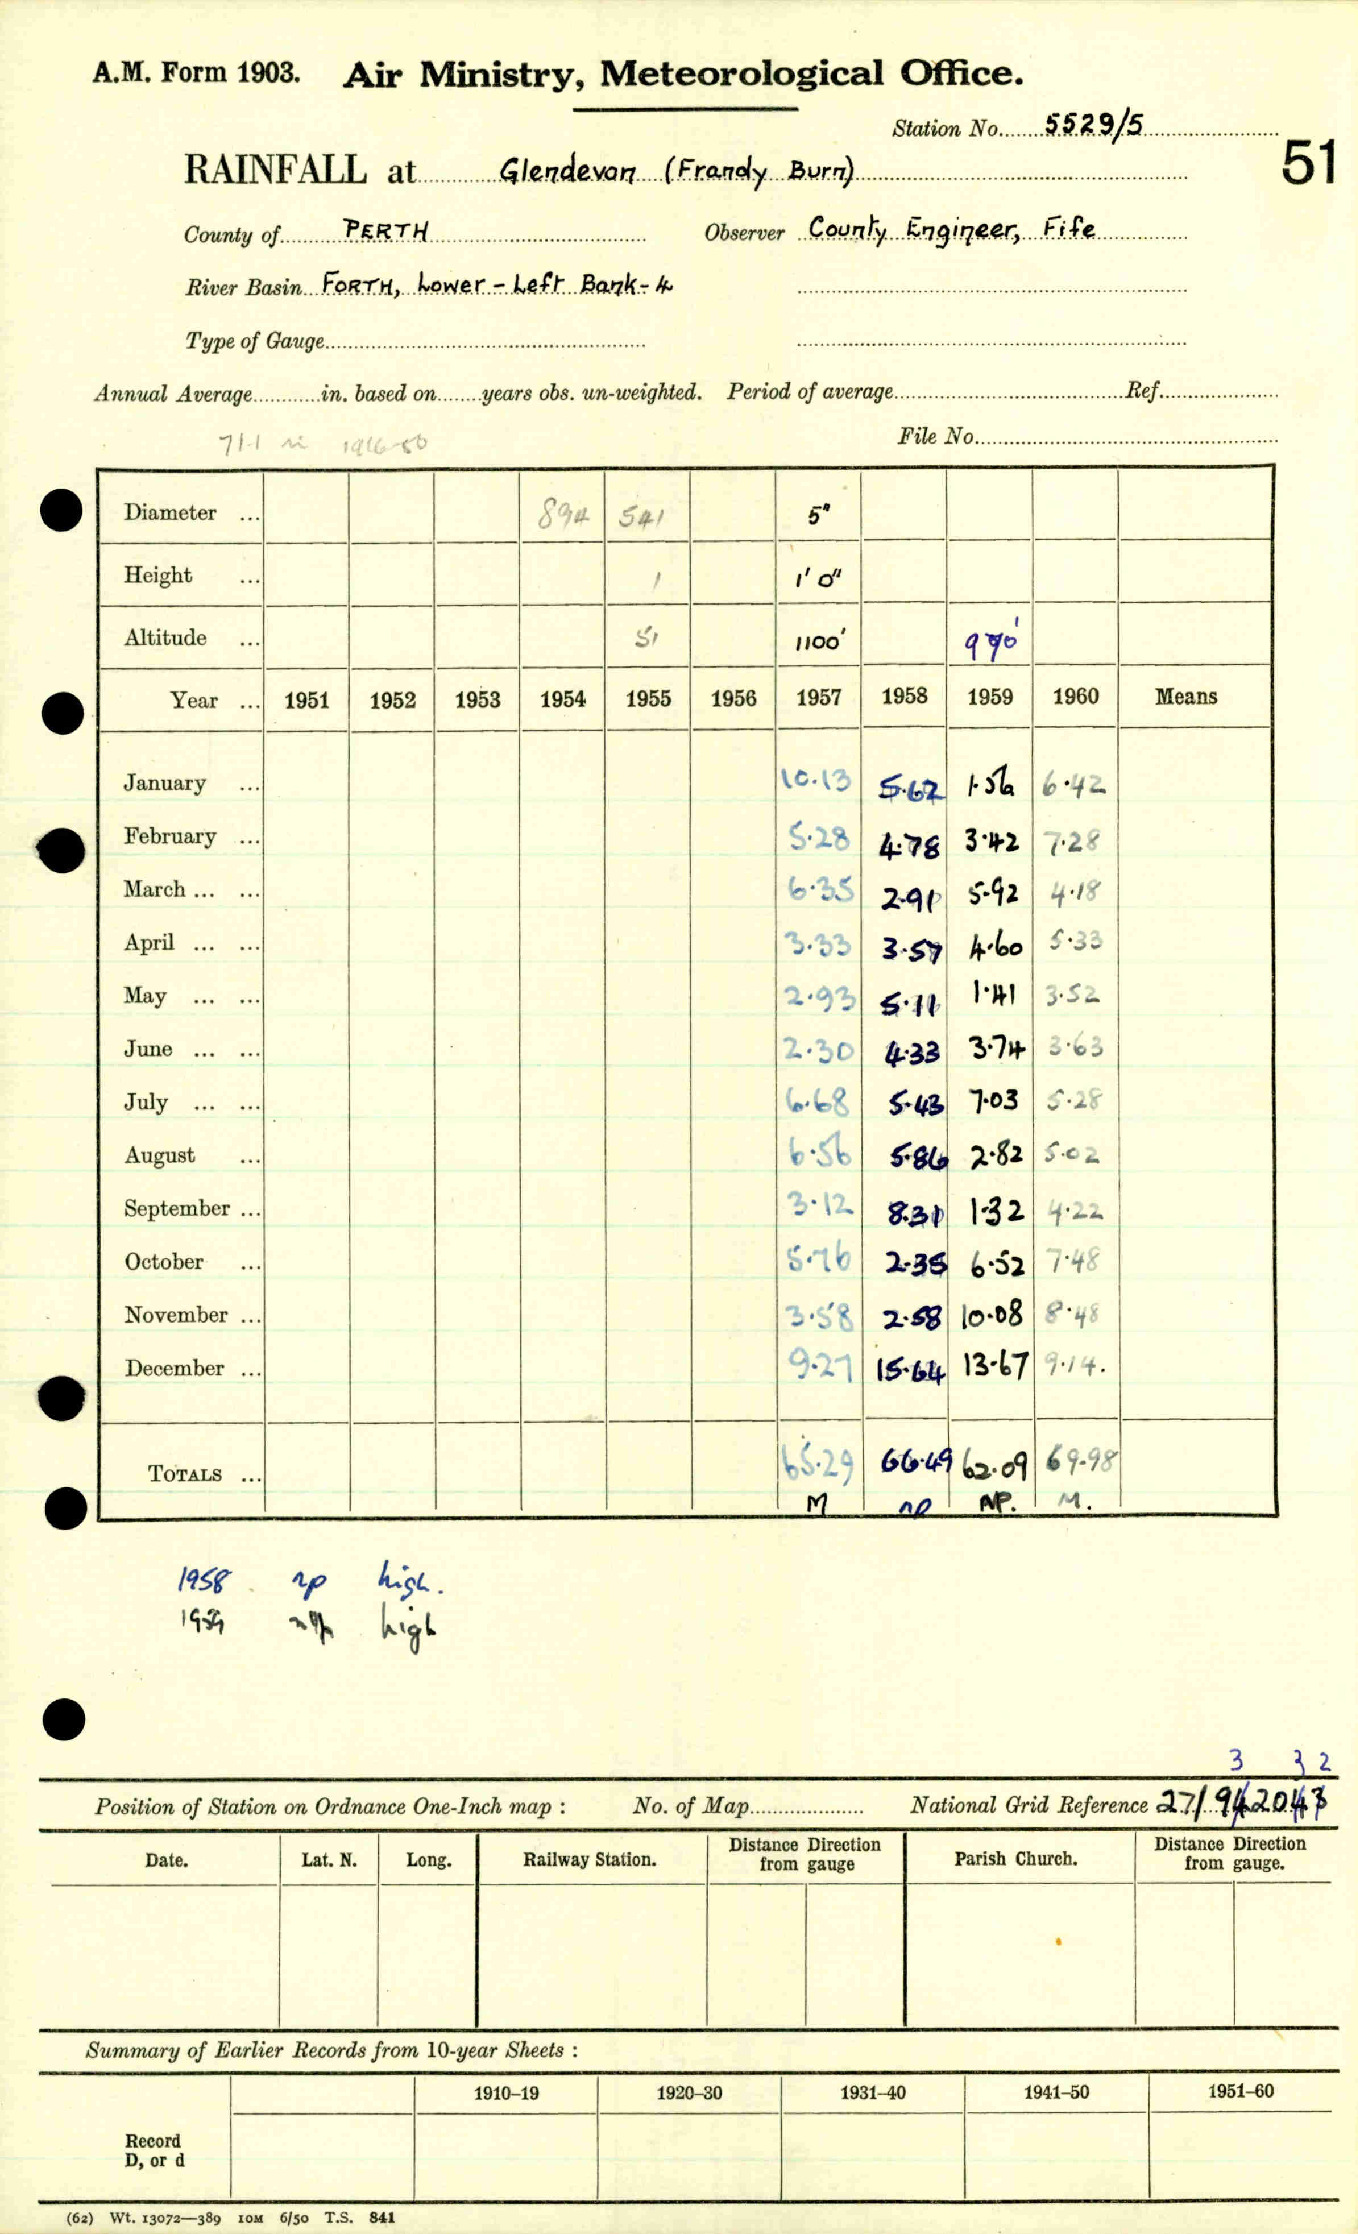 A.M. Form 1903. Air Ministry, Meteorological Office.
Station No. 5529/5
51
RAINFALL at Glendevon (Frandy Burn)
County of PERTH Observer County Engineer, Fife
River Basin FORTH, Lower - Left Bank - 4
Type of Gauge
Annual Average in. based on years obs. un-weighted. Period of average Ref.
71.1 1916-50
File No.
Diameter ... 894 541 5"
Height ... 1 1' 0"
Altitude ... 51 1100' 970'
Year ... 1951 1952 1953 1954 1955 1956 1957 1958 1959 1960 Means
January ... 10.13 5.62 1.56 6.42
February ... 5.28 4.78 3.42 7.28
March ... ... 6.35 2.91 5.92 4.18
April ... ... 3.33 3.57 4.60 5.33
May ... ... 2.93 5.11 1.41 3.52
June ... ... 2.30 4.33 3.74 3.63
July ... ... 6.68 5.43 7.03 5.28
August ... 6.56 5.86 2.82 5.02
September ... 3.12 8.31 1.32 4.22
October ... 5.76 2.35 6.52 7.48
November ... 3.58 2.58 10.08 8.48
December ... 9.27 15.64 13.67 9.14.
TOTALS ... 65.29 66.49 62.09 69.98
M np NP. M.
1958 np high.
1959 high
3 3 2
Position of Station on Ordnance One-Inch map : No. of Map National Grid Reference 27/942043
Date. Lat. N. Long. Railway Station. Distance Direction from gauge Parish Church. Distance Direction from gauge.
Summary of Earlier Records from 10-year Sheets :
1910–19 1920–30 1931–40 1941–50 1951–60
Record
D, or d
(62) Wt. 13072—389 10M 6/50 T.S. 841